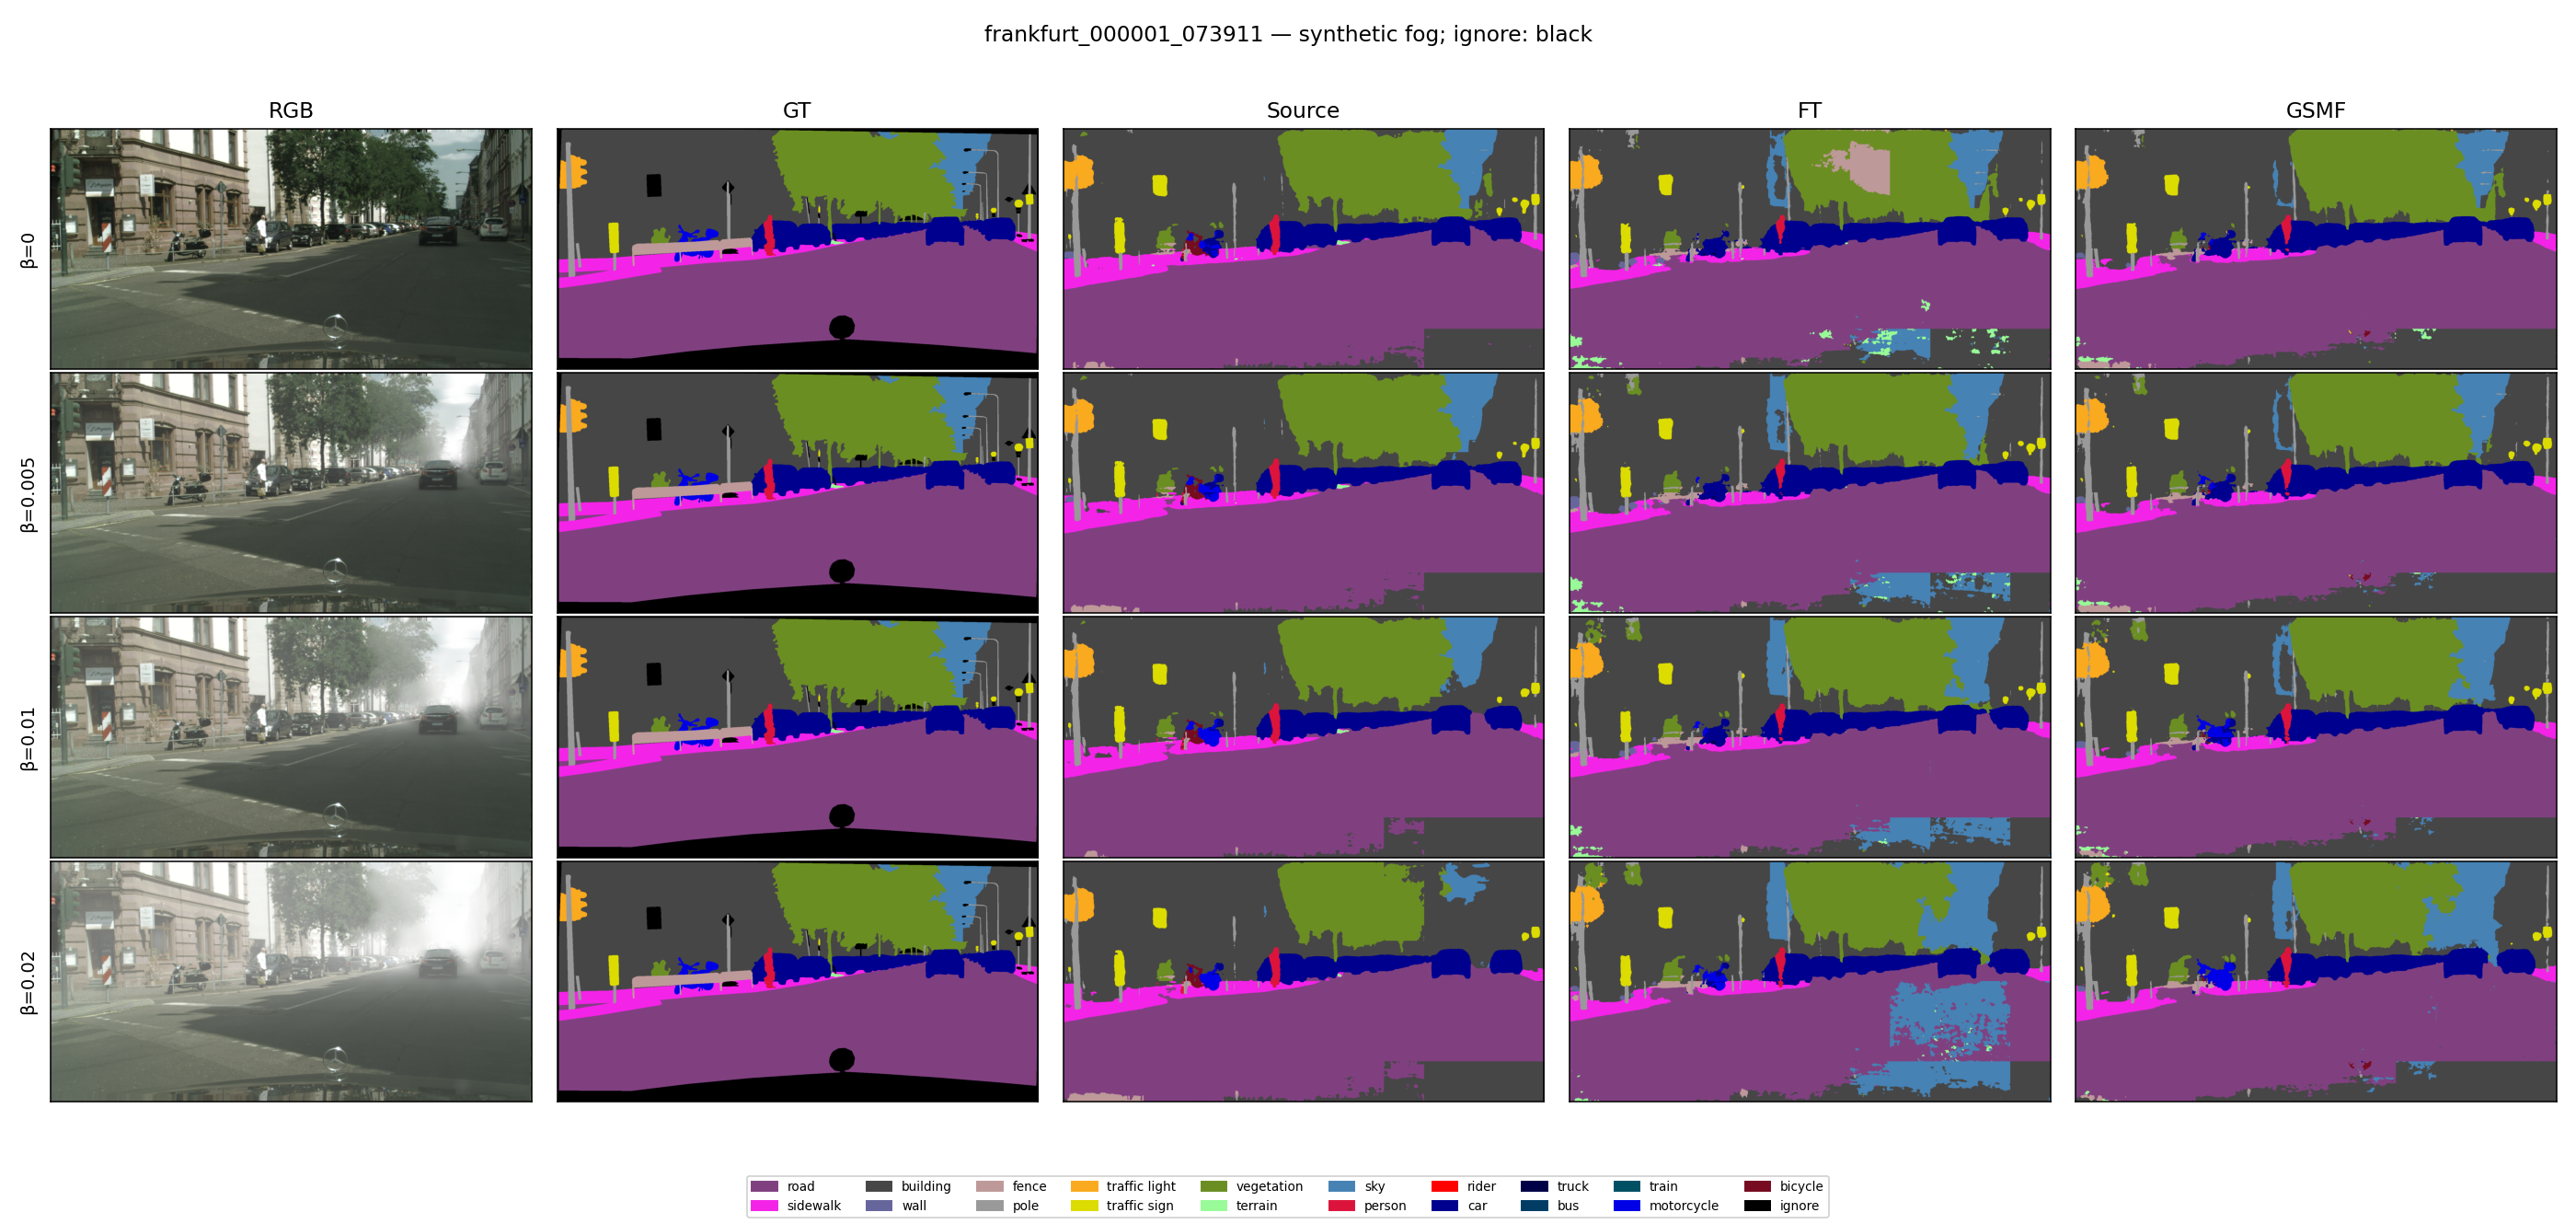 frankfurt_000001_073911 — synthetic fog; ignore: black
RGB GT Source FT GSMF
β=0
β=0.005
β=0.01
β=0.02
road building fence traffic light vegetation sky rider truck train bicycle
sidewalk wall pole traffic sign terrain person car bus motorcycle ignore